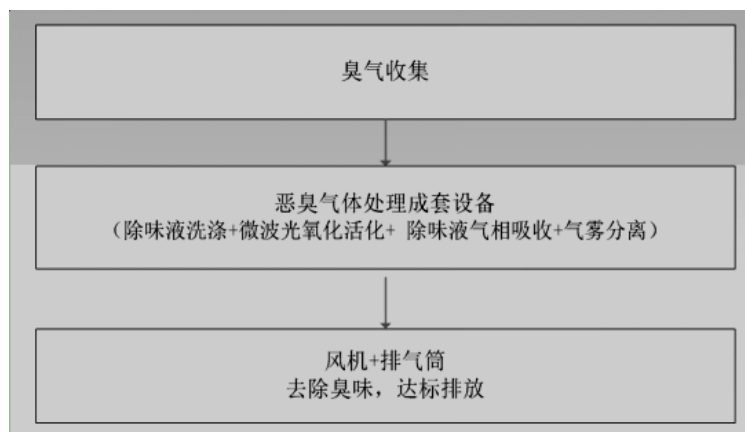 臭气收集
恶臭气体处理成套设备
（除味液洗涤+微波光氧化活化+ 除味液气相吸收+气雾分离）
风机+排气筒
去除臭味，达标排放